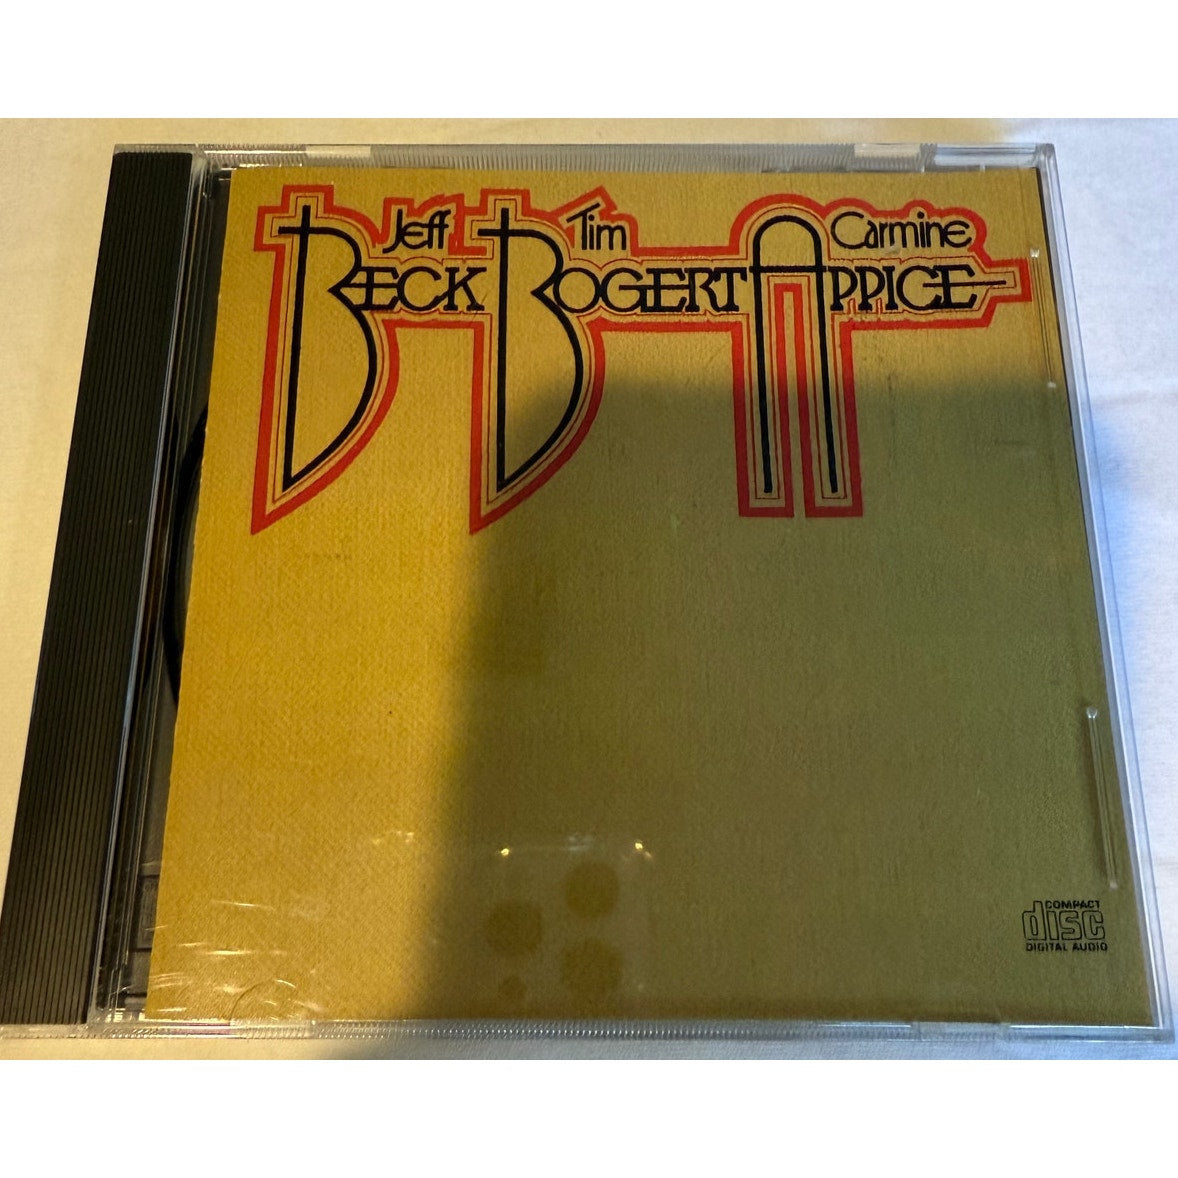 Jeff Tim Carmine
BECK BOGERT APPICE
COMPACT
disc
DIGITAL AUDIO